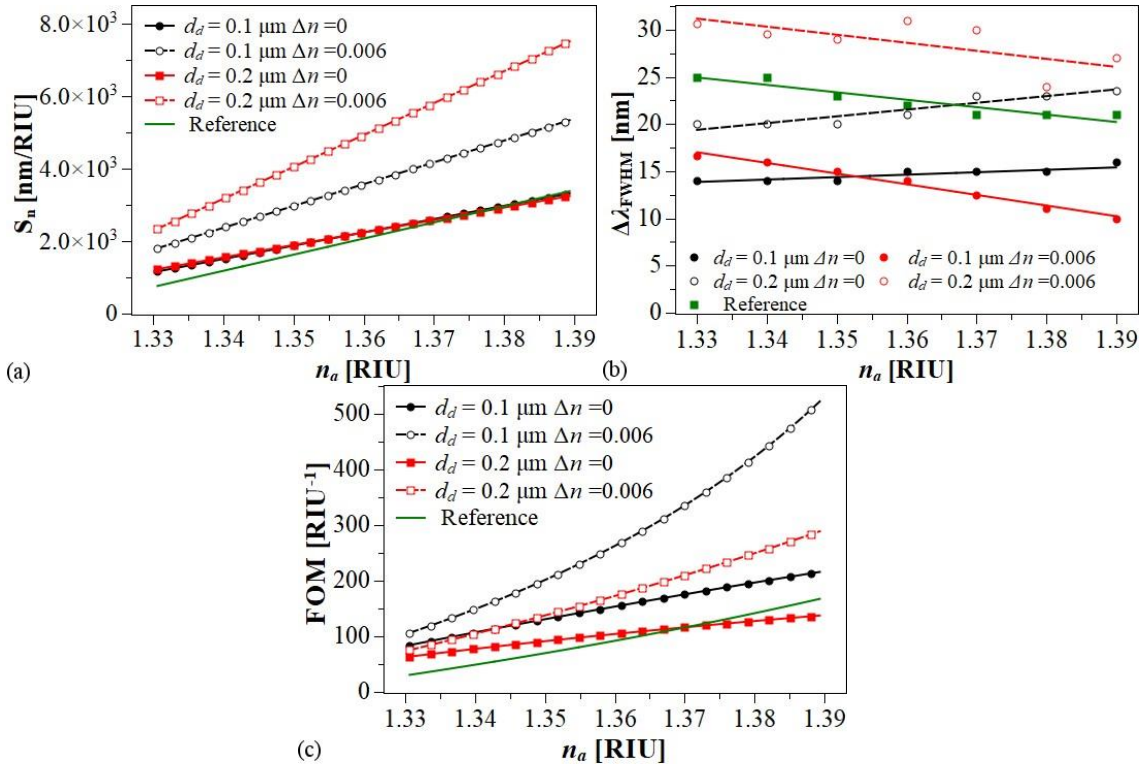 8.0×10³
6.0×10³
4.0×10³
2.0×10³
0
Sₙ [nm/RIU]
d_d = 0.1 μm Δn =0
d_d = 0.1 μm Δn =0.006
d_d = 0.2 μm Δn =0
d_d = 0.2 μm Δn =0.006
Reference
1.33 1.34 1.35 1.36 1.37 1.38 1.39
nₐ [RIU]
(a)
30
25
20
15
10
5
0
Δλ_FWHM [nm]
d_d = 0.1 μm Δn=0 d_d = 0.1 μm Δn=0.006
d_d = 0.2 μm Δn=0 d_d = 0.2 μm Δn=0.006
Reference
1.33 1.34 1.35 1.36 1.37 1.38 1.39
nₐ [RIU]
(b)
500
400
300
200
100
0
FOM [RIU⁻¹]
d_d = 0.1 μm Δn =0
d_d = 0.1 μm Δn =0.006
d_d = 0.2 μm Δn =0
d_d = 0.2 μm Δn =0.006
Reference
1.33 1.34 1.35 1.36 1.37 1.38 1.39
nₐ [RIU]
(c)